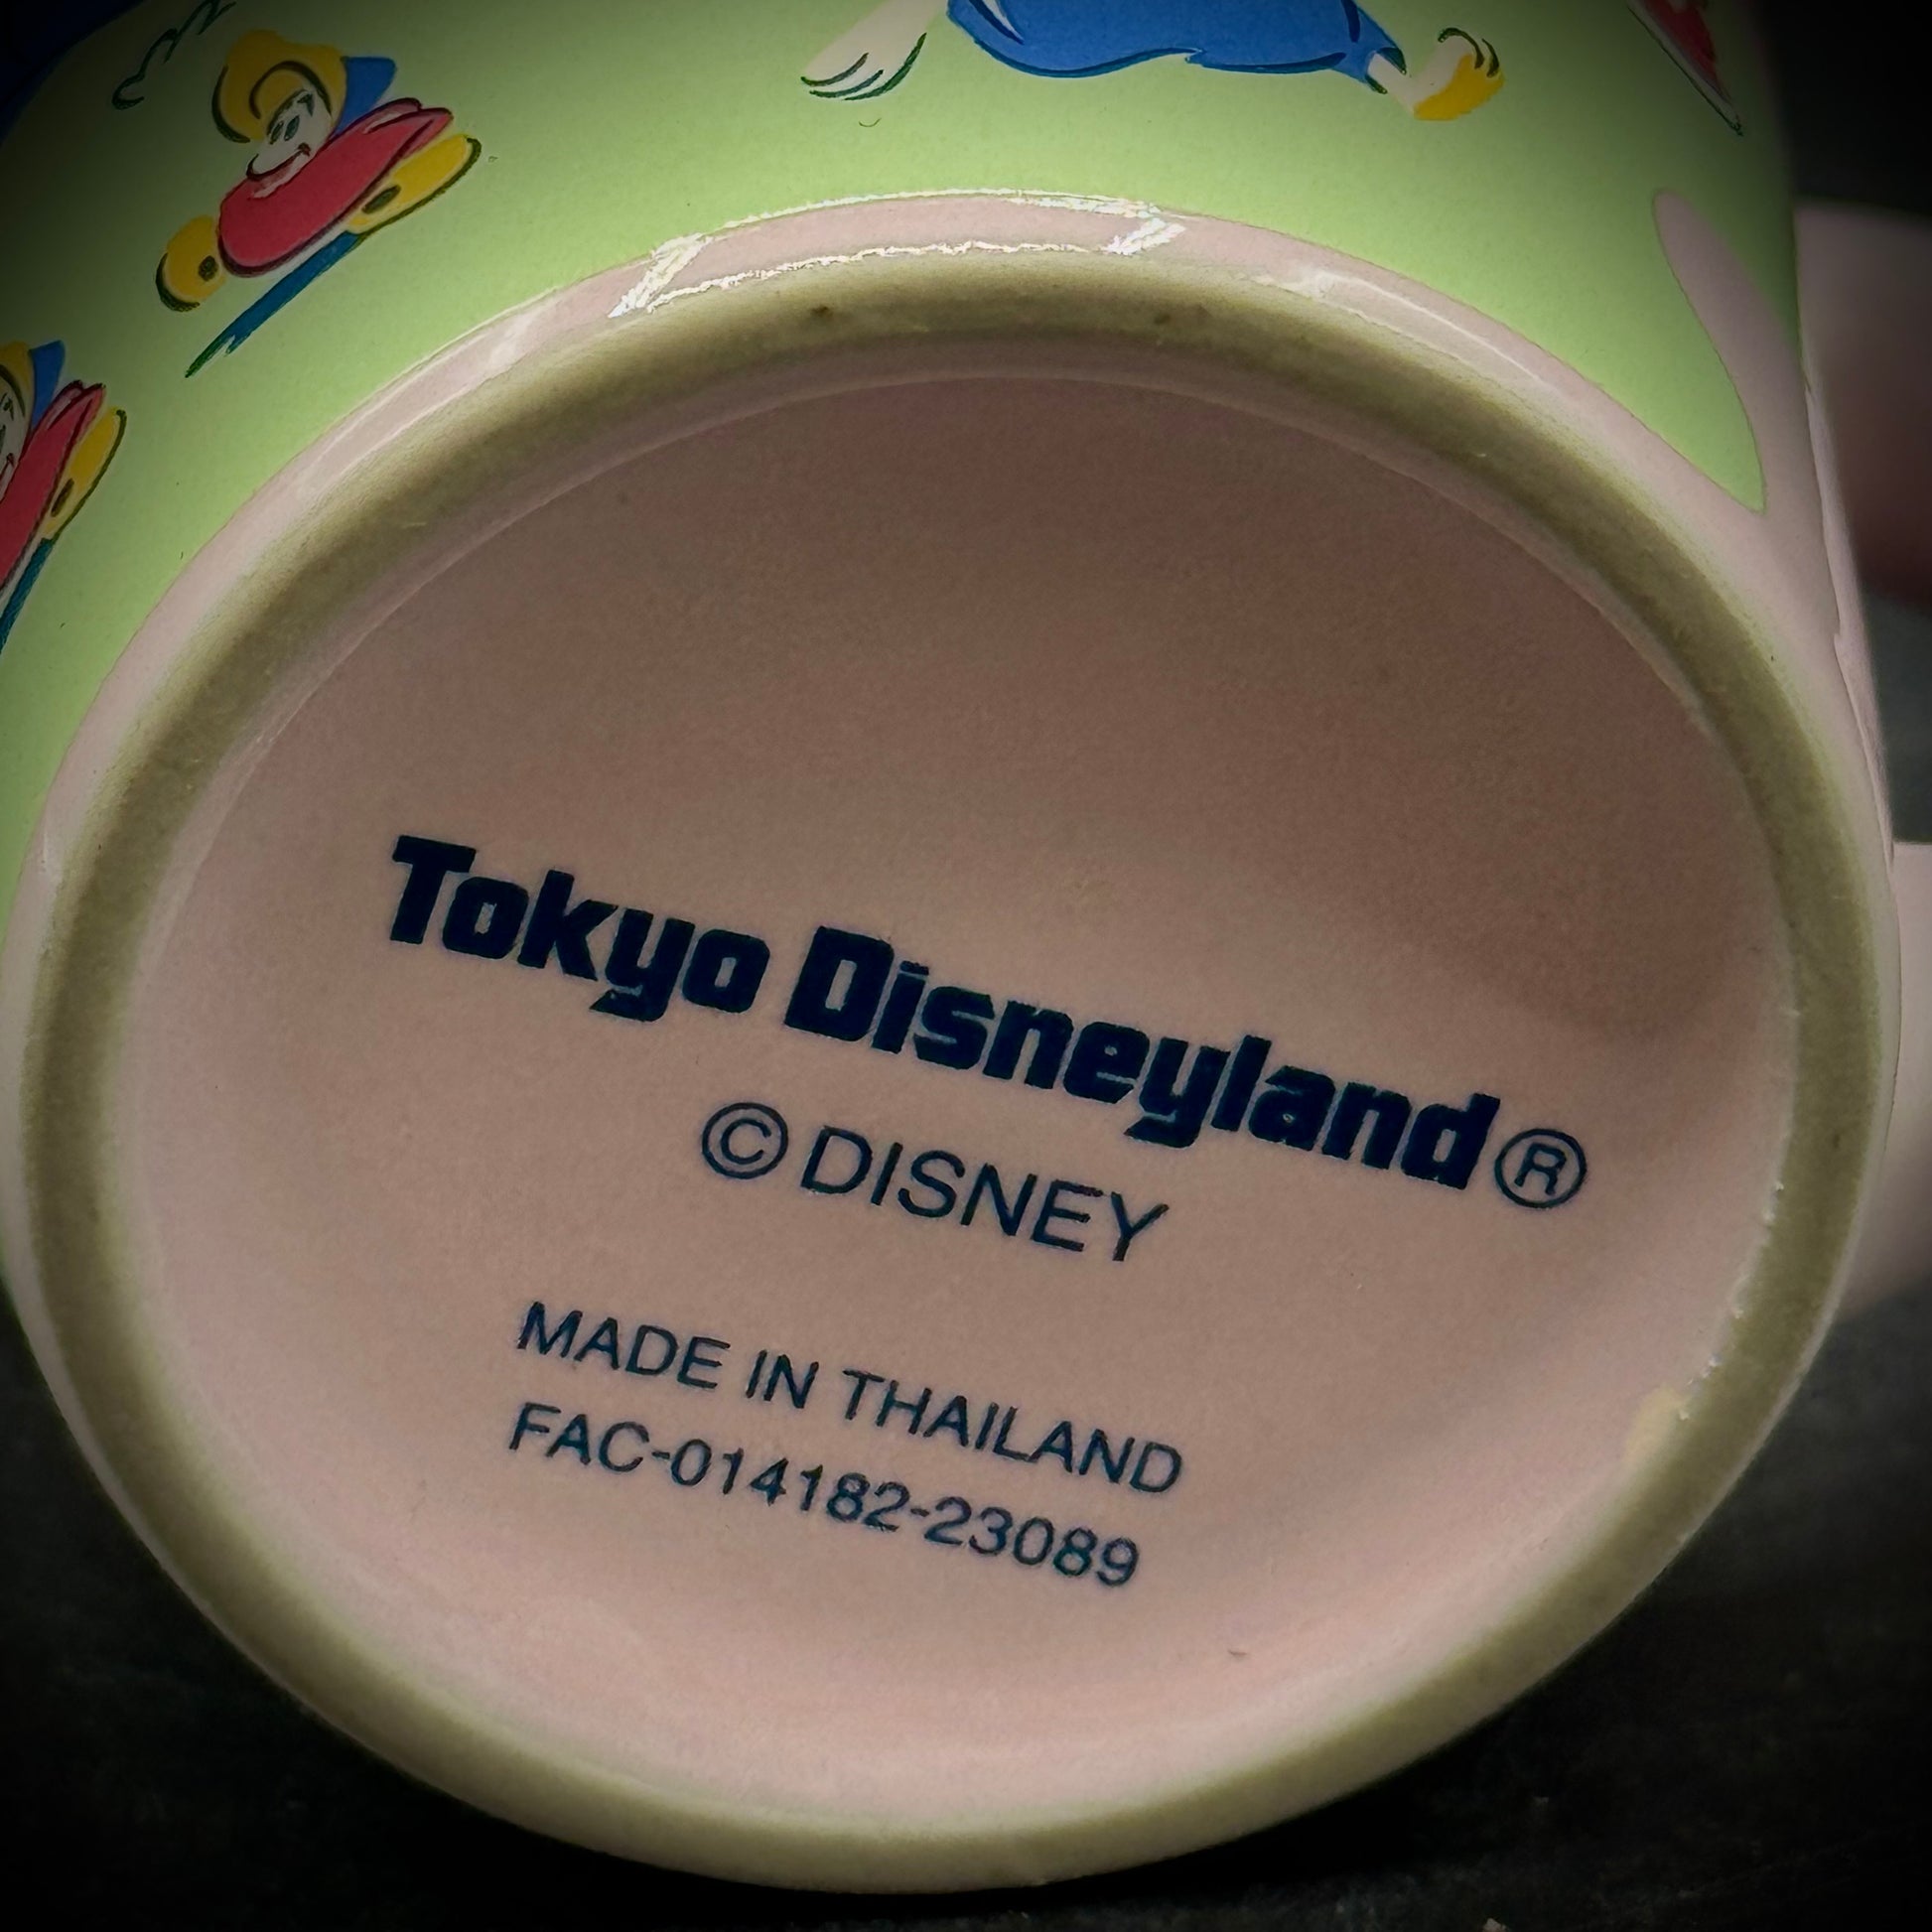 Tokyo Disneyland®
©DISNEY
MADE IN THAILAND
FAC-014182-23089